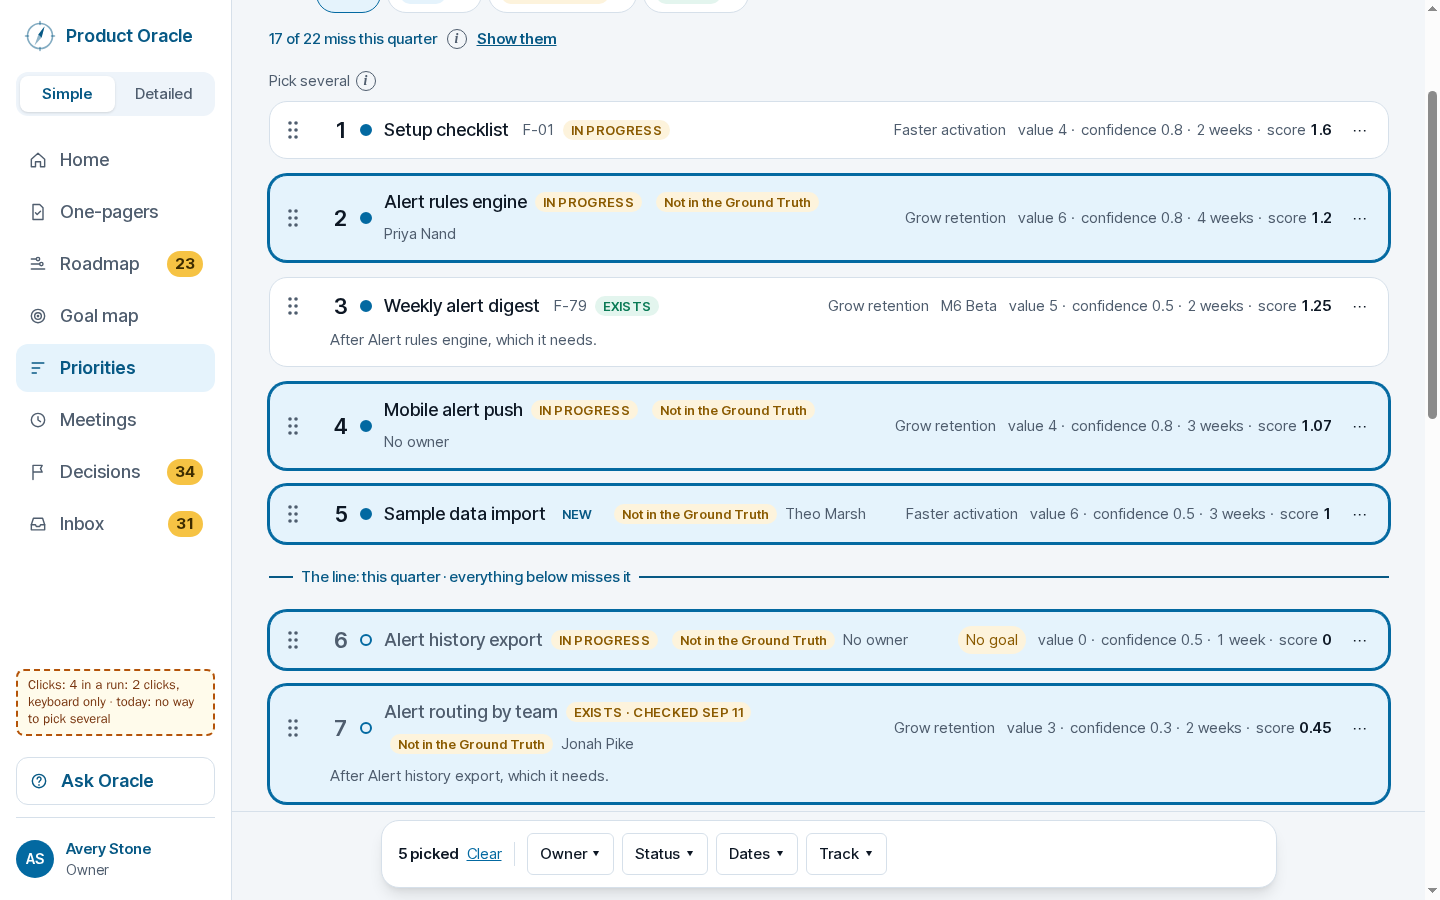 Product Oracle
Simple
Detailed
Home
One-pagers
Roadmap 23
Goal map
Priorities
Meetings
Decisions 34
Inbox 31
Clicks: 4 in a run: 2 clicks,
keyboard only · today: no way
to pick several
Ask Oracle
AS
Avery Stone
Owner
17 of 22 miss this quarter i Show them
Pick several i
1 Setup checklist F-01 IN PROGRESS Faster activation value 4 · confidence 0.8 · 2 weeks · score 1.6 ...
2 Alert rules engine IN PROGRESS Not in the Ground Truth Grow retention value 6 · confidence 0.8 · 4 weeks · score 1.2 ...
Priya Nand
3 Weekly alert digest F-79 EXISTS Grow retention M6 Beta value 5 · confidence 0.5 · 2 weeks · score 1.25 ...
After Alert rules engine, which it needs.
4 Mobile alert push IN PROGRESS Not in the Ground Truth Grow retention value 4 · confidence 0.8 · 3 weeks · score 1.07 ...
No owner
5 Sample data import NEW Not in the Ground Truth Theo Marsh Faster activation value 6 · confidence 0.5 · 3 weeks · score 1 ...
The line: this quarter · everything below misses it
6 Alert history export IN PROGRESS Not in the Ground Truth No owner No goal value 0 · confidence 0.5 · 1 week · score 0 ...
7 Alert routing by team EXISTS · CHECKED SEP 11 Grow retention value 3 · confidence 0.3 · 2 weeks · score 0.45 ...
Not in the Ground Truth Jonah Pike
After Alert history export, which it needs.
5 picked Clear Owner ▾ Status ▾ Dates ▾ Track ▾